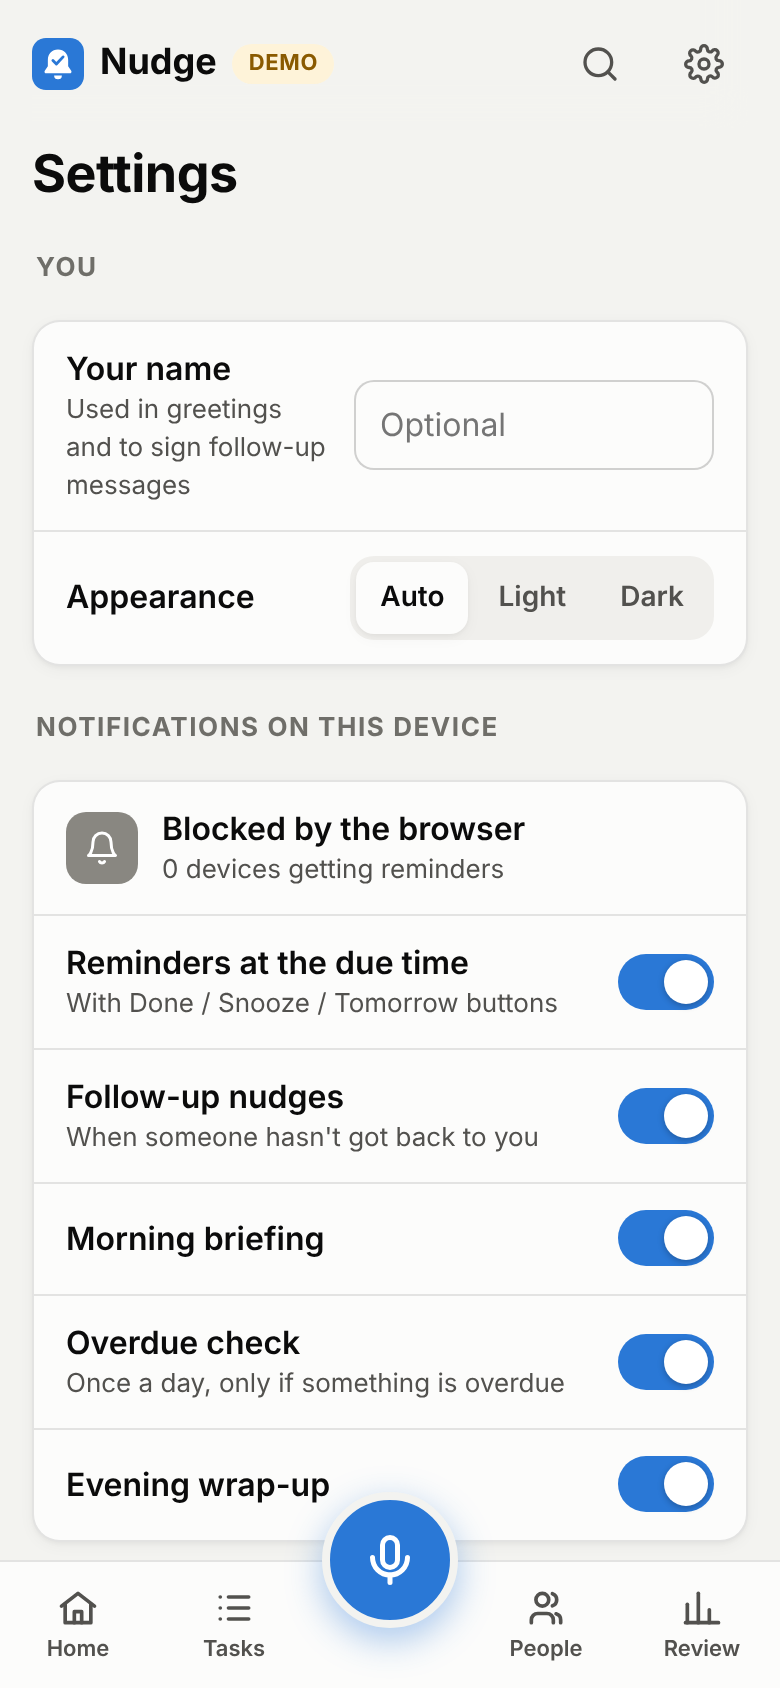 Nudge DEMO
Settings
YOU
Your name
Used in greetings
and to sign follow-up
messages
Optional
Appearance
Auto Light Dark
NOTIFICATIONS ON THIS DEVICE
Blocked by the browser
0 devices getting reminders
Reminders at the due time
With Done / Snooze / Tomorrow buttons
Follow-up nudges
When someone hasn't got back to you
Morning briefing
Overdue check
Once a day, only if something is overdue
Evening wrap-up
Home Tasks People Review